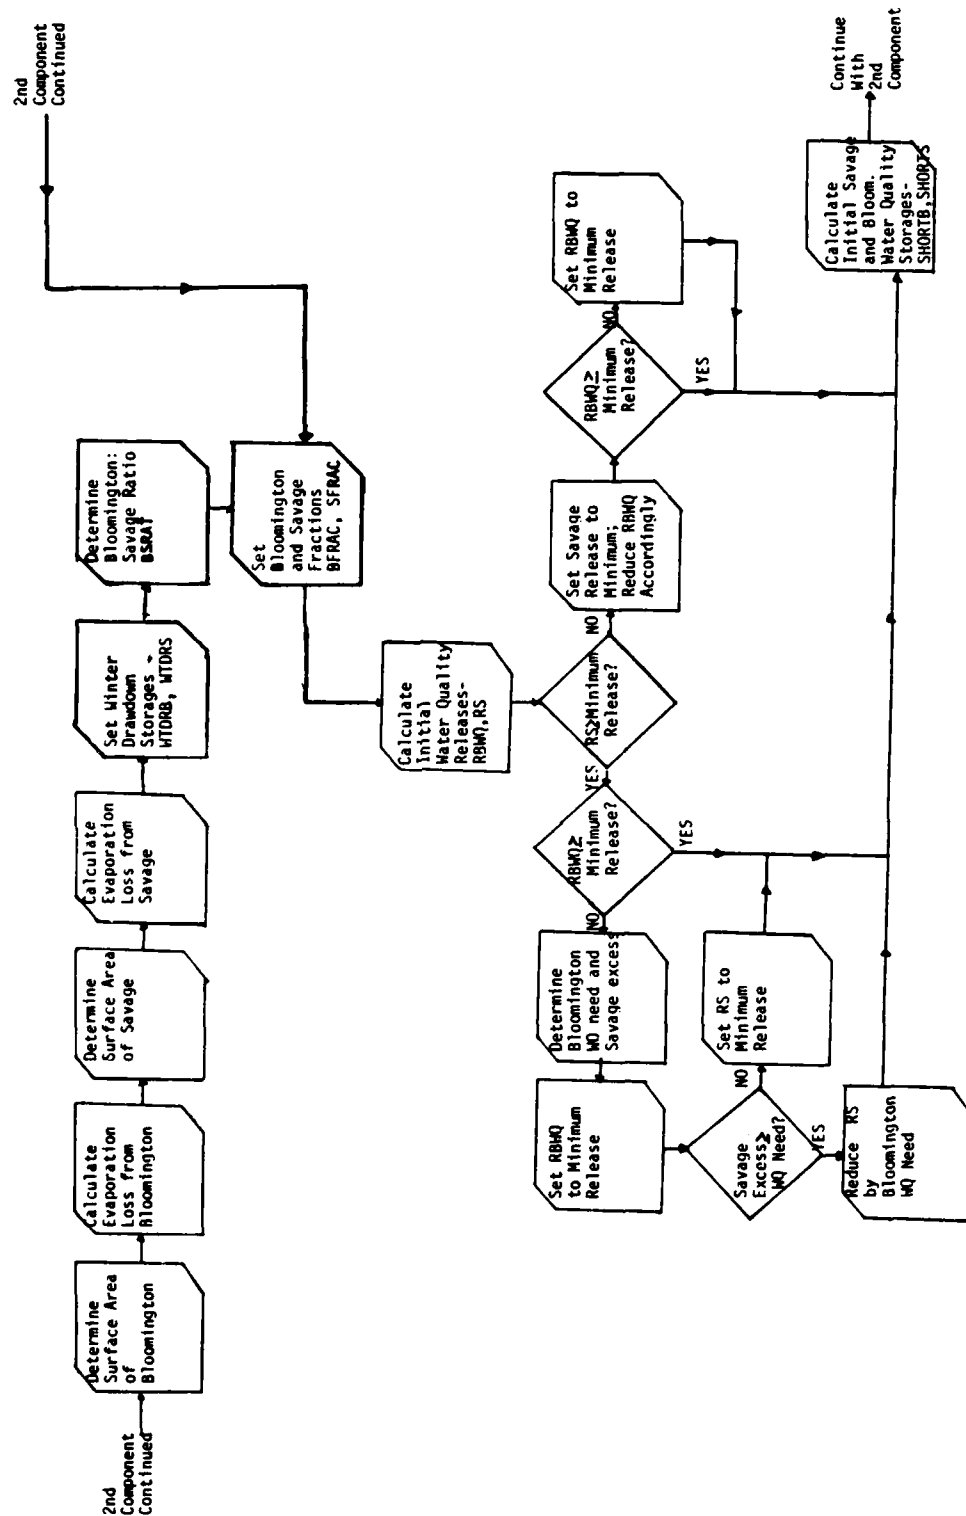 2nd
Component
Continued
Determine
Surface Area
of
Bloomington
Calculate
Evaporation
Loss from
Bloomington
Determine
Surface Area
of Savage
Calculate
Evaporation
Loss from
Savage
Set Winter
Drawdown
Storages -
WTDRB, WTDRS
Determine
Bloomington:
Savage Ratio
BSRAT
2nd
Component
Continued
Set
Bloomington
and Savage
Fractions
BFRAC, SFRAC
Calculate
Initial
Water Quality
Releases-
RBWQ,RS
RS≥Minimum
Release?
NO
YES
Set Savage
Release to
Minimum;
Reduce RBWQ
Accordingly
RBWQ≥
Minimum
Release?
NO
YES
Set RBWQ to
Minimum
Release
RBWQ≥
Minimum
Release?
NO
YES
Determine
Bloomington
WQ need and
Savage excess
Set RBWQ
to Minimum
Release
Savage
Excess≥
WQ Need?
NO
YES
Set RS to
Minimum
Release
Reduce RS
by
Bloomington
WQ Need
Calculate
Initial Savage
and Bloom.
Water Quality
Storages-
SHORTB,SHORTS
Continue
With
2nd
Component